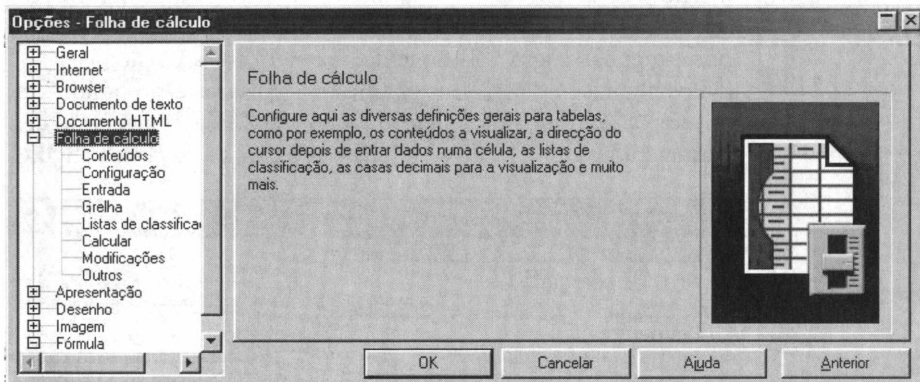 Opções - Folha de cálculo
Geral
Internet
Browser
Documento de texto
Documento HTML
Folha de cálculo
Conteúdos
Configuração
Entrada
Grelha
Listas de classifica
Calcular
Modificações
Outros
Apresentação
Desenho
Imagem
Fórmula
Folha de cálculo
Configure aqui as diversas definições gerais para tabelas,
como por exemplo, os conteúdos a visualizar, a direcção do
cursor depois de entrar dados numa célula, as listas de
classificação, as casas decimais para a visualização e muito
mais.
OK
Cancelar
Ajuda
Anterior